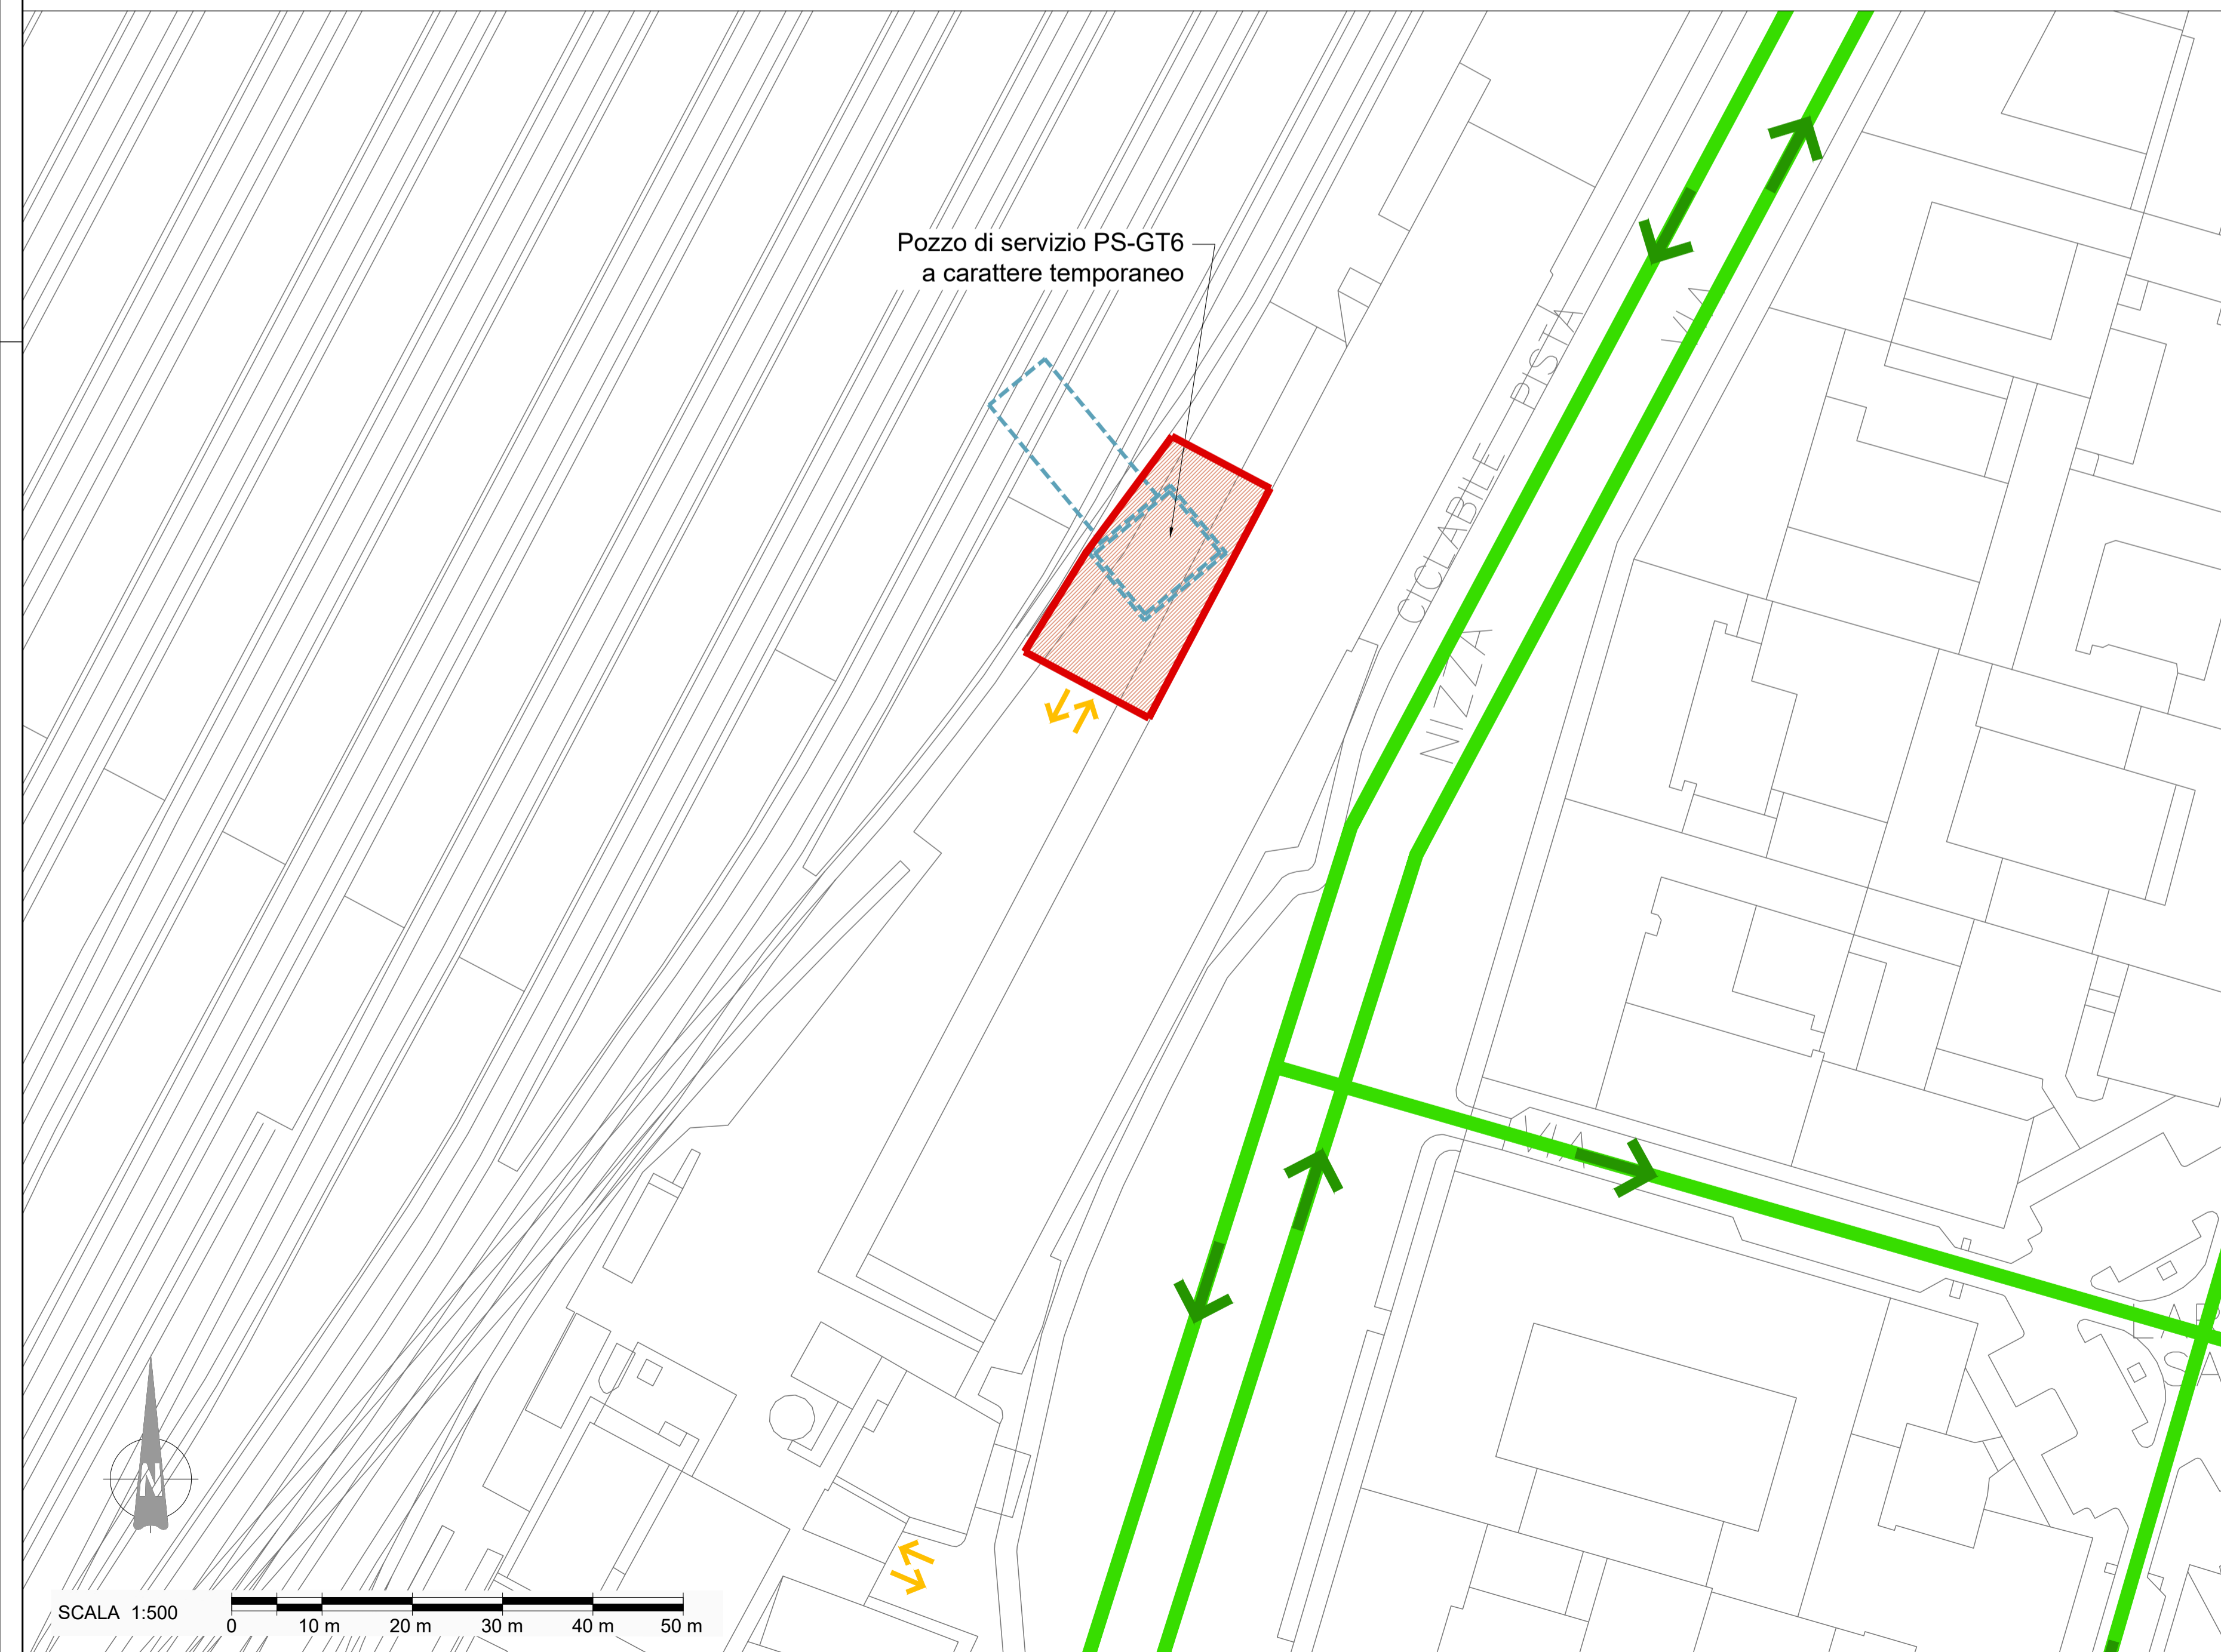 Pozzo di servizio PS-GT6
a carattere temporaneo
CICLABILE PISTA
VIA
NIZZA
VIA
N
SCALA 1:500
0 10 m 20 m 30 m 40 m 50 m